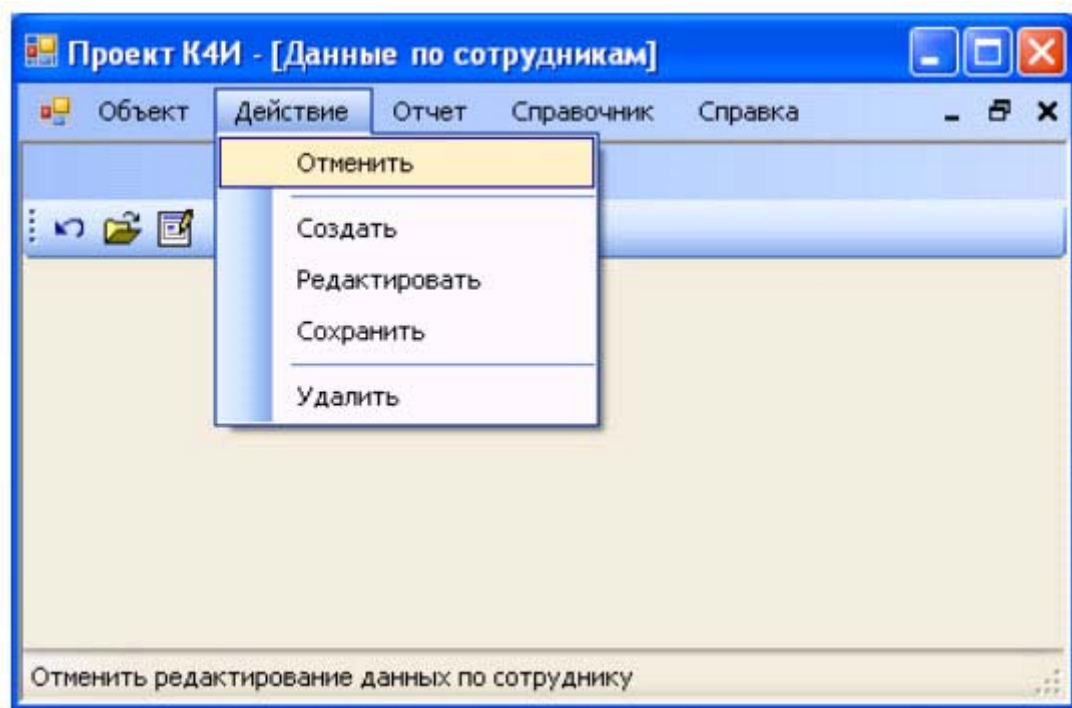 Проект К4И - [Данные по сотрудникам]
Объект Действие Отчет Справочник Справка
Отменить
Создать
Редактировать
Сохранить
Удалить
Отменить редактирование данных по сотруднику